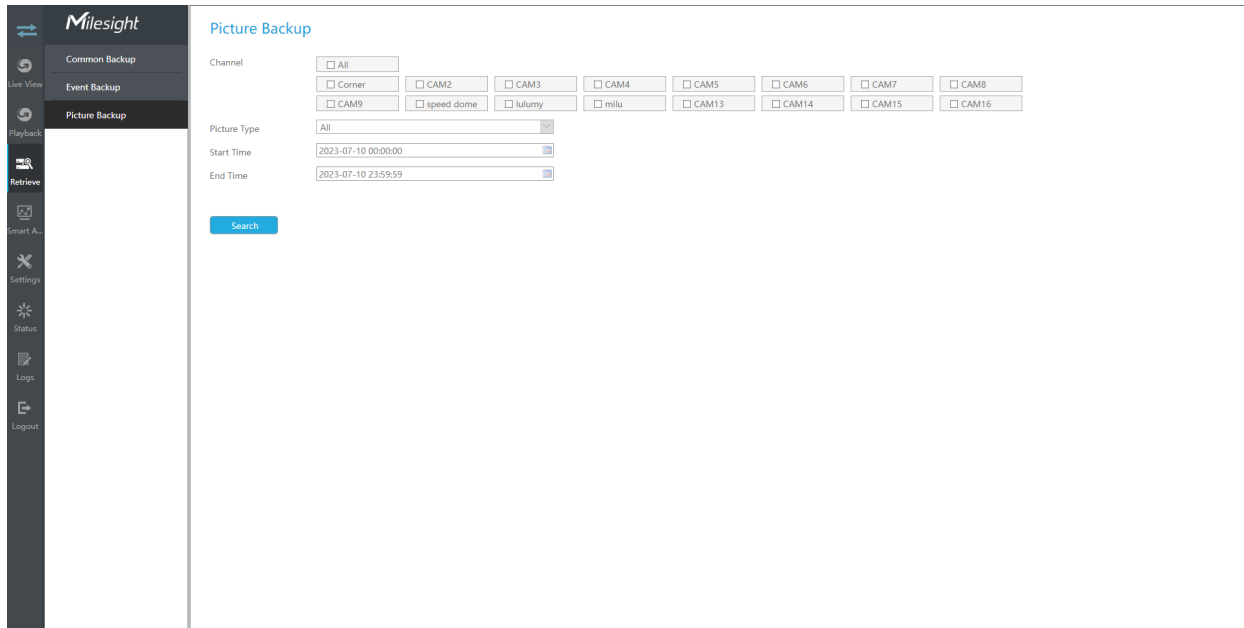 Milesight
Live View
Playback
Retrieve
Smart A...
Settings
Status
Logs
Logout
Common Backup
Event Backup
Picture Backup
Picture Backup
Channel
All
Corner CAM2 CAM3 CAM4 CAM5 CAM6 CAM7 CAM8
CAM9 speed dome lulumy milu CAM13 CAM14 CAM15 CAM16
Picture Type All
Start Time 2023-07-10 00:00:00
End Time 2023-07-10 23:59:59
Search